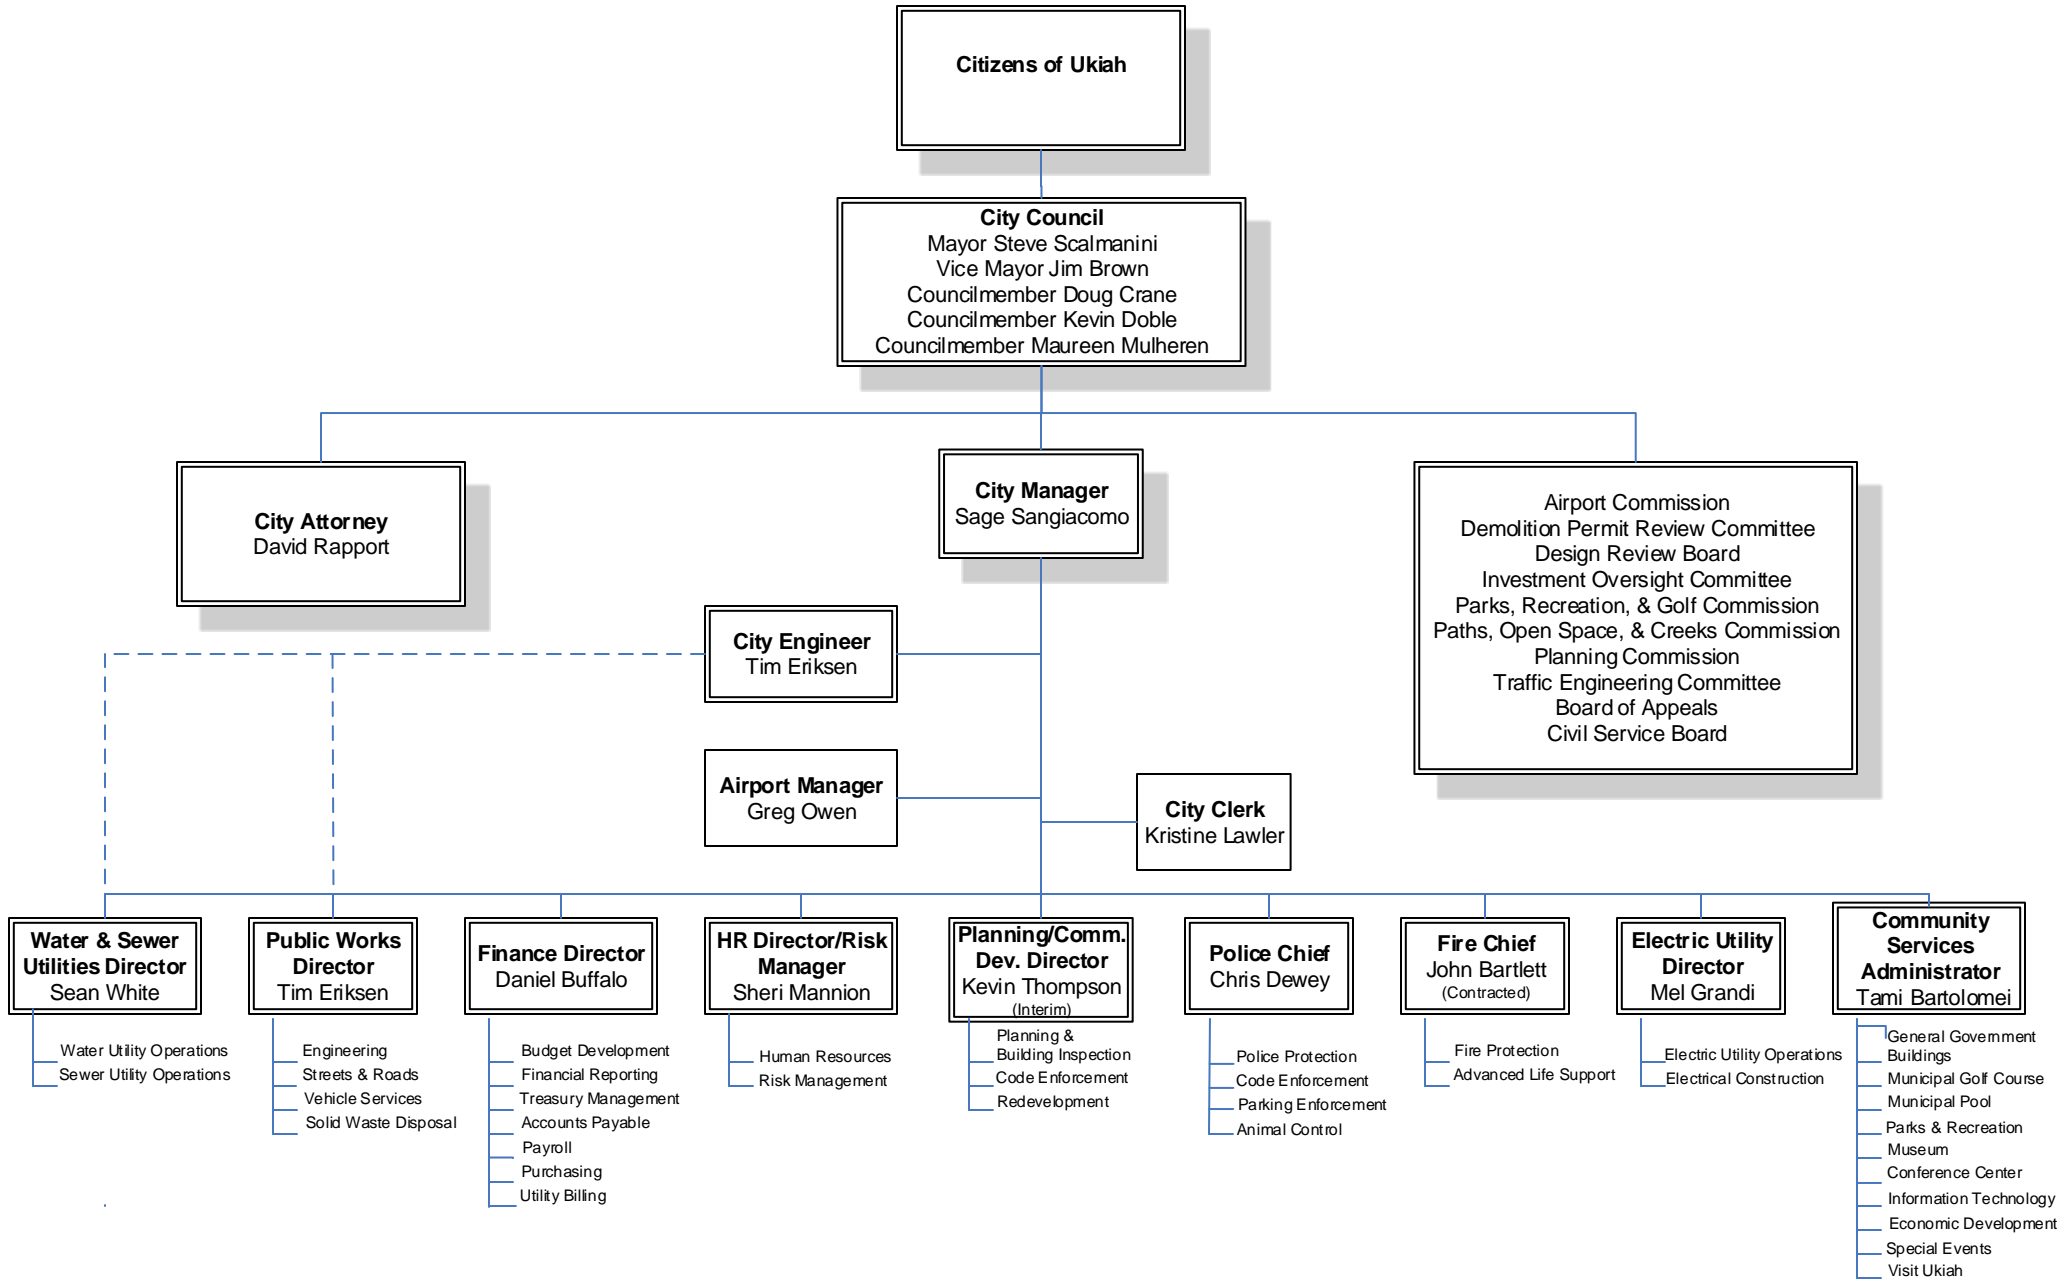 Citizens of Ukiah
City Council
Mayor Steve Scalmanini
Vice Mayor Jim Brown
Councilmember Doug Crane
Councilmember Kevin Doble
Councilmember Maureen Mulheren
City Attorney
David Rapport
City Manager
Sage Sangiacomo
Airport Commission
Demolition Permit Review Committee
Design Review Board
Investment Oversight Committee
Parks, Recreation, & Golf Commission
Paths, Open Space, & Creeks Commission
Planning Commission
Traffic Engineering Committee
Board of Appeals
Civil Service Board
City Engineer
Tim Eriksen
Airport Manager
Greg Owen
City Clerk
Kristine Lawler
Water & Sewer
Utilities Director
Sean White
Water Utility Operations
Sewer Utility Operations
Public Works
Director
Tim Eriksen
Engineering
Streets & Roads
Vehicle Services
Solid Waste Disposal
Finance Director
Daniel Buffalo
Budget Development
Financial Reporting
Treasury Management
Accounts Payable
Payroll
Purchasing
Utility Billing
HR Director/Risk
Manager
Sheri Mannion
Human Resources
Risk Management
Planning/Comm.
Dev. Director
Kevin Thompson
(Interim)
Planning &
Building Inspection
Code Enforcement
Redevelopment
Police Chief
Chris Dewey
Police Protection
Code Enforcement
Parking Enforcement
Animal Control
Fire Chief
John Bartlett
(Contracted)
Fire Protection
Advanced Life Support
Electric Utility
Director
Mel Grandi
Electric Utility Operations
Electrical Construction
Community
Services
Administrator
Tami Bartolomei
General Government
Buildings
Municipal Golf Course
Municipal Pool
Parks & Recreation
Museum
Conference Center
Information Technology
Economic Development
Special Events
Visit Ukiah